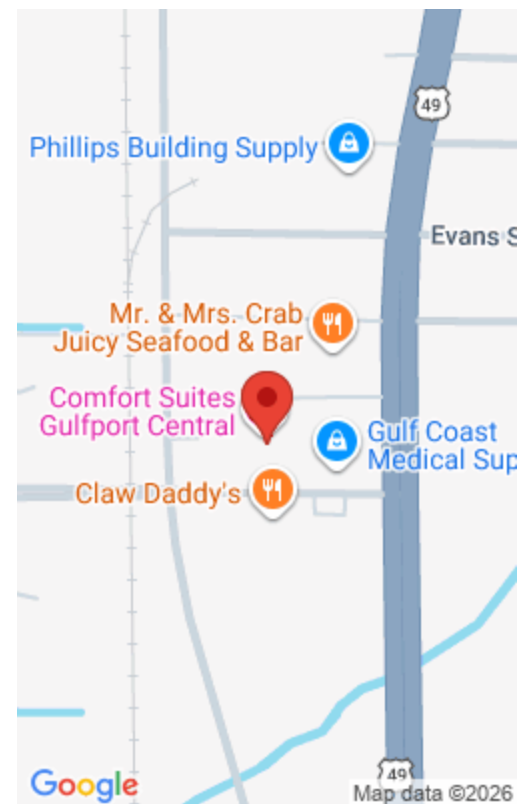 49
Phillips Building Supply
Evans S
Mr. & Mrs. Crab
Juicy Seafood & Bar
Comfort Suites
Gulfport Central
Gulf Coast
Medical Sup
Claw Daddy's
49
Google
Map data ©2026